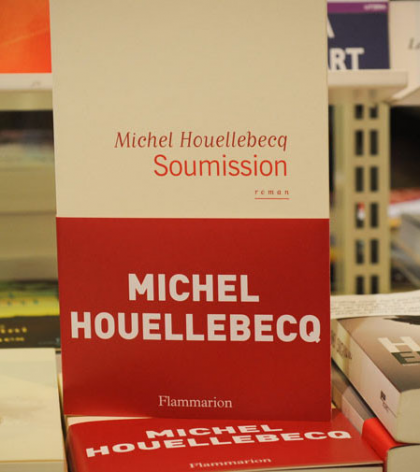 Michel Houellebecq
Soumission
roman
MICHEL
HOUELLEBECQ
Flammarion
MICHEL
HOUELLEBECQ
Flammarion